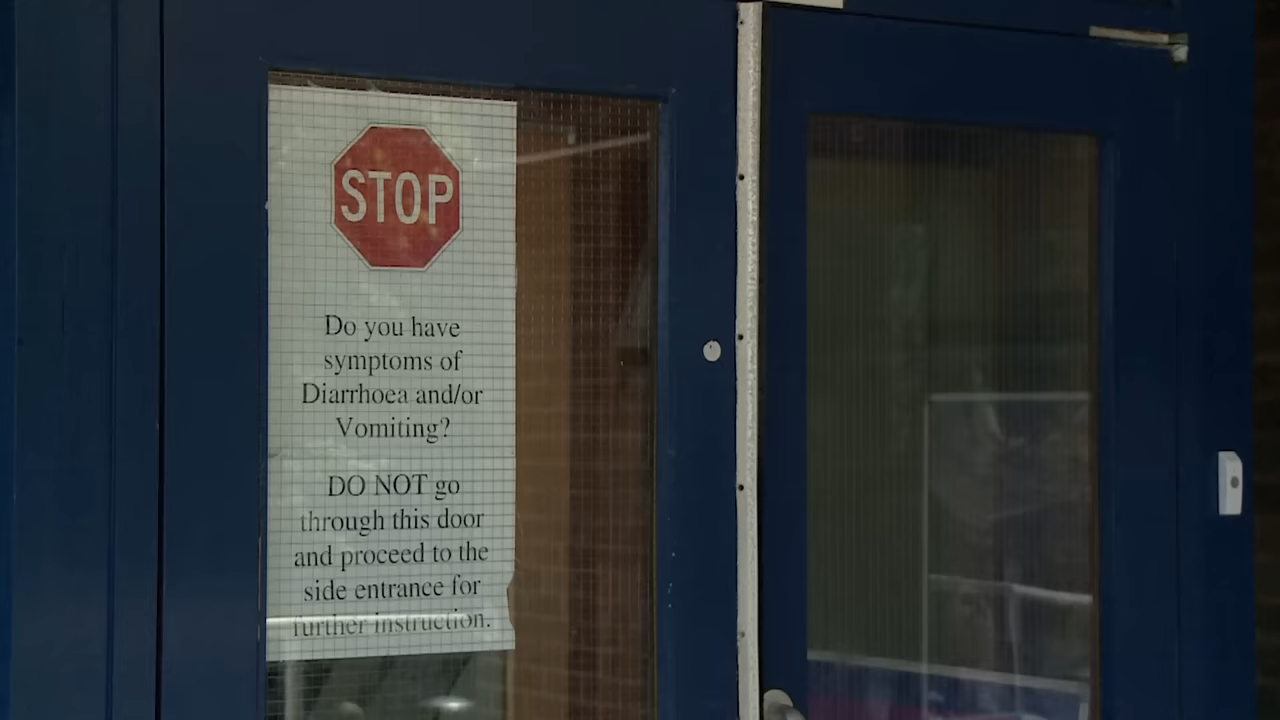 STOP
Do you have
symptoms of
Diarrhoea and/or
Vomiting?
DO NOT go
through this door
and proceed to the
side entrance for
further instruction.